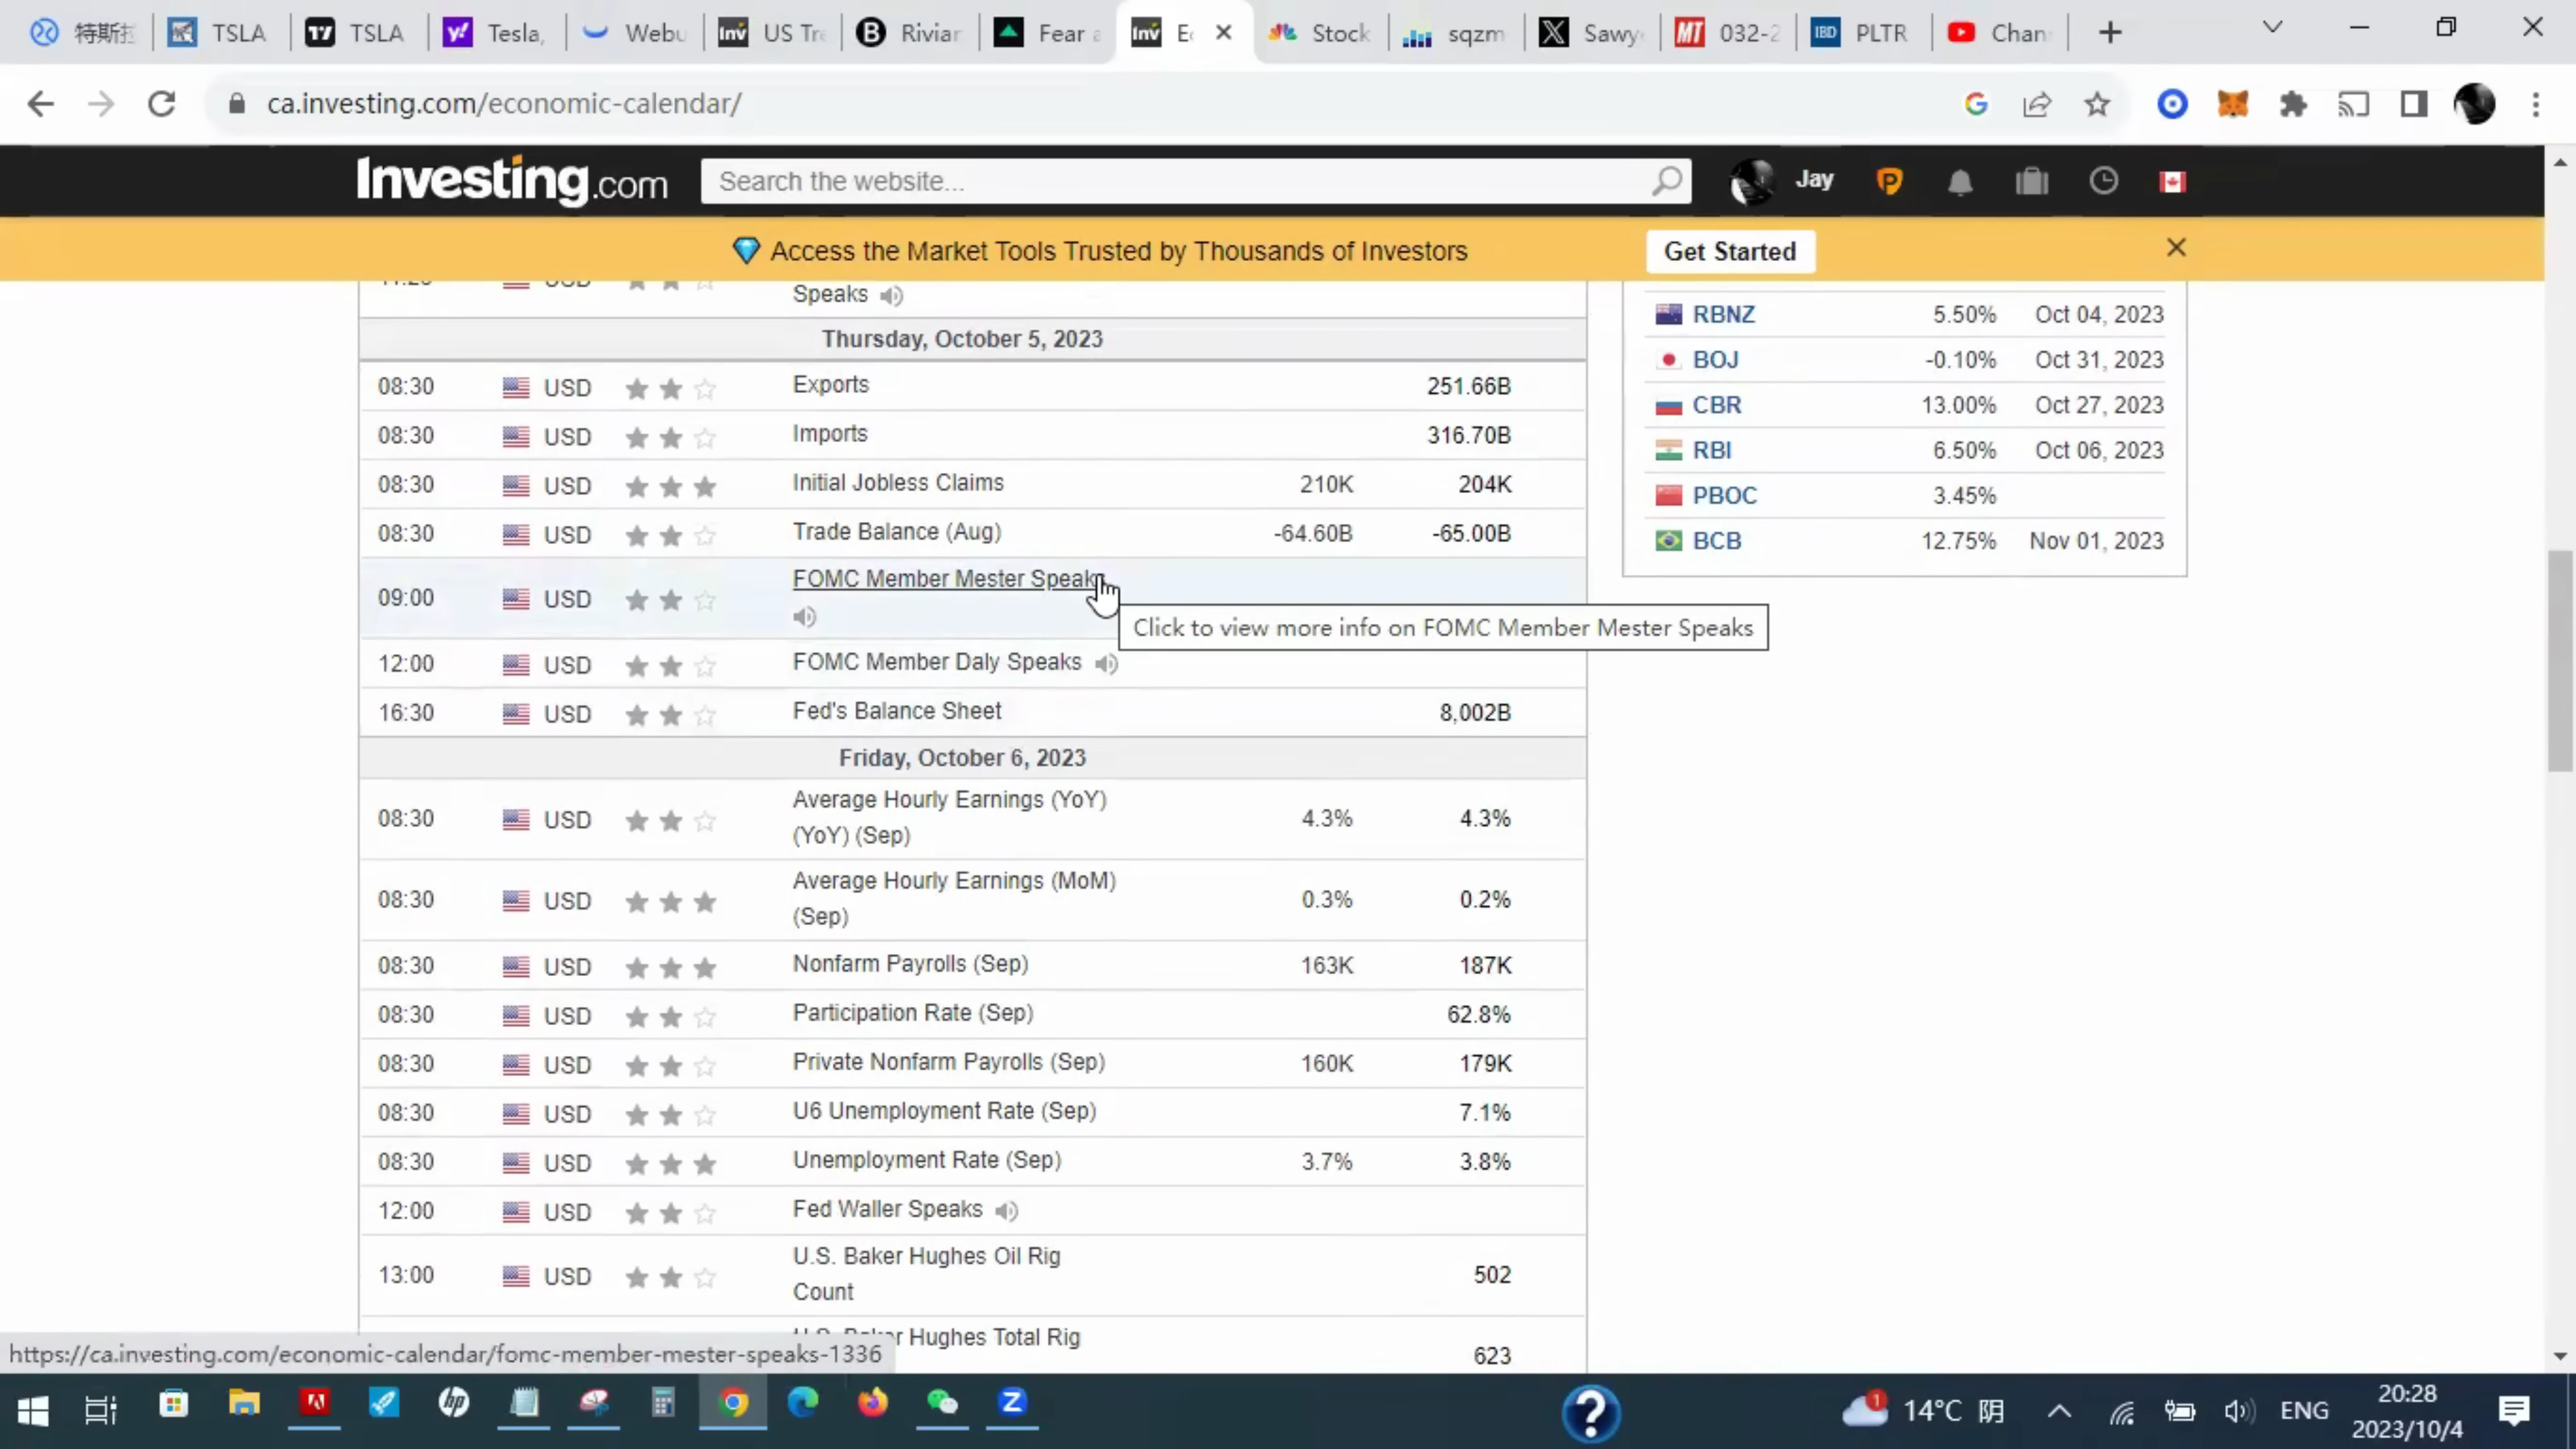 特斯拉 TSLA TSLA Tesla, Webu US Tre Rivian Fear a Ec Stock sqzm Sawy 032-2 PLTR Chan
ca.investing.com/economic-calendar/
Investing.com Search the website... Jay
Access the Market Tools Trusted by Thousands of Investors Get Started
USD Speaks
Thursday, October 5, 2023
08:30 USD Exports 251.66B
08:30 USD Imports 316.70B
08:30 USD Initial Jobless Claims 210K 204K
08:30 USD Trade Balance (Aug) -64.60B -65.00B
09:00 USD FOMC Member Mester Speaks
Click to view more info on FOMC Member Mester Speaks
12:00 USD FOMC Member Daly Speaks
16:30 USD Fed's Balance Sheet 8,002B
Friday, October 6, 2023
08:30 USD Average Hourly Earnings (YoY)
(YoY) (Sep) 4.3% 4.3%
08:30 USD Average Hourly Earnings (MoM)
(Sep) 0.3% 0.2%
08:30 USD Nonfarm Payrolls (Sep) 163K 187K
08:30 USD Participation Rate (Sep) 62.8%
08:30 USD Private Nonfarm Payrolls (Sep) 160K 179K
08:30 USD U6 Unemployment Rate (Sep) 7.1%
08:30 USD Unemployment Rate (Sep) 3.7% 3.8%
12:00 USD Fed Waller Speaks
13:00 USD U.S. Baker Hughes Oil Rig
Count 502
U.S. Baker Hughes Total Rig
623
RBNZ 5.50% Oct 04, 2023
BOJ -0.10% Oct 31, 2023
CBR 13.00% Oct 27, 2023
RBI 6.50% Oct 06, 2023
PBOC 3.45%
BCB 12.75% Nov 01, 2023
https://ca.investing.com/economic-calendar/fomc-member-mester-speaks-1336
14°C 阴 ENG 20:28
2023/10/4